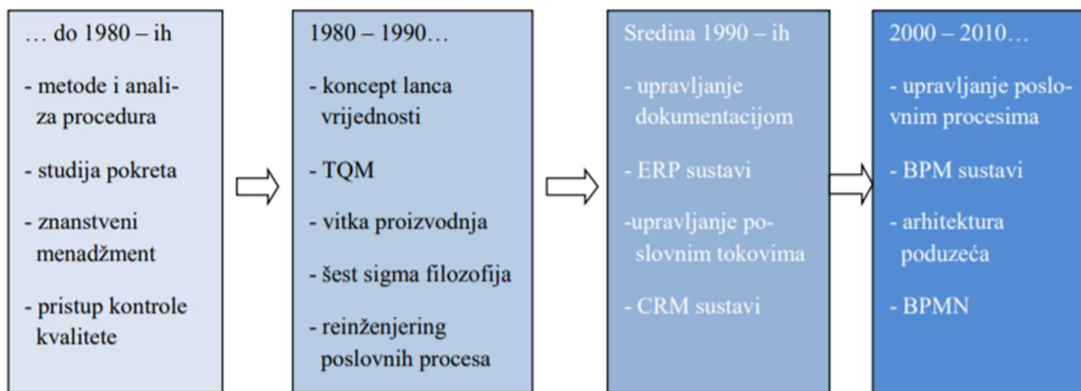 … do 1980 – ih
- metode i anali-
za procedura
- studija pokreta
- znanstveni
menadžment
- pristup kontrole
kvalitete
1980 – 1990…
- koncept lanca
vrijednosti
- TQM
- vitka proizvodnja
- šest sigma filozofija
- reinženjering
poslovnih procesa
Sredina 1990 – ih
- upravljanje
dokumentacijom
- ERP sustavi
-upravljanje po-
slovnim tokovima
- CRM sustavi
2000 – 2010…
- upravljanje poslo-
vnim procesima
- BPM sustavi
- arhitektura
poduzeća
- BPMN